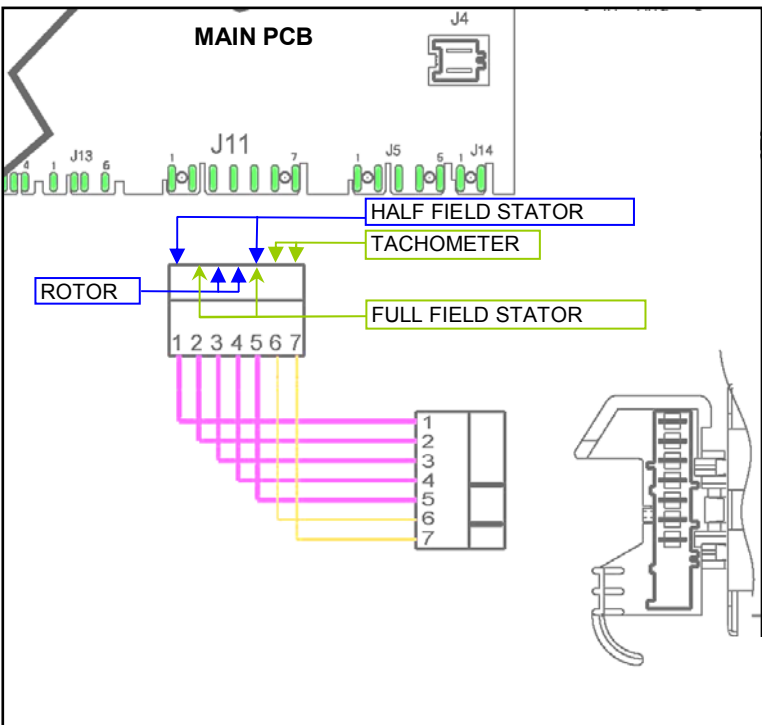 MAIN PCB
J4
4 1 J13 6
1 J11 7
1 J5 5
1 J14
HALF FIELD STATOR
TACHOMETER
ROTOR
FULL FIELD STATOR
1 2 3 4 5 6 7
1
2
3
4
5
6
7